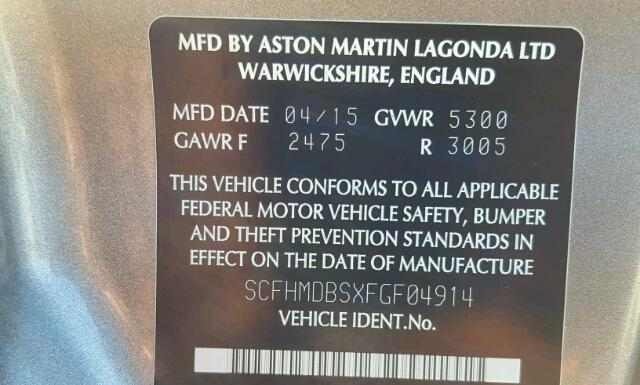 MFD BY ASTON MARTIN LAGONDA LTD
WARWICKSHIRE, ENGLAND
MFD DATE 04/15 GVWR 5300
GAWR F 2475 R 3005
THIS VEHICLE CONFORMS TO ALL APPLICABLE
FEDERAL MOTOR VEHICLE SAFETY, BUMPER
AND THEFT PREVENTION STANDARDS IN
EFFECT ON THE DATE OF MANUFACTURE
SCFHMDBSXFGF04914
VEHICLE IDENT.No.